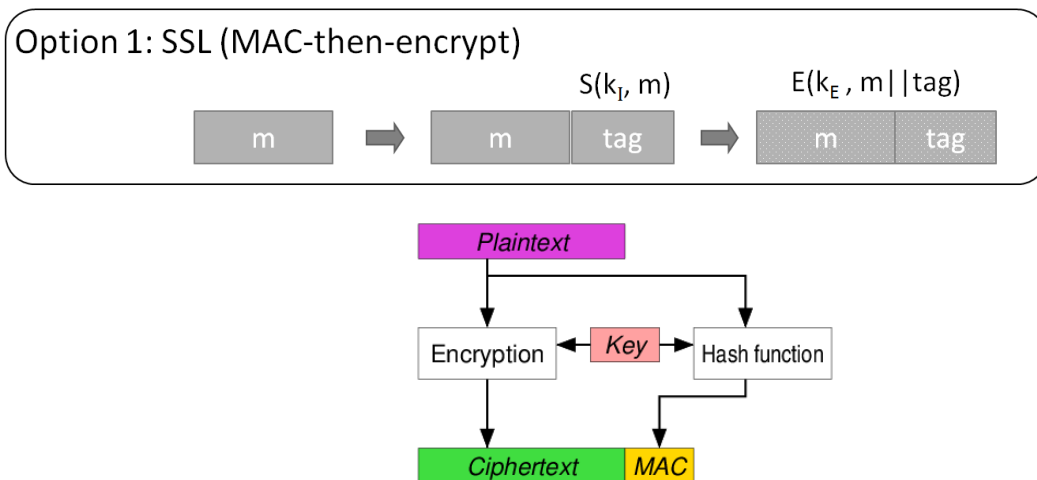 Option 1: SSL (MAC-then-encrypt)
S(kI, m) E(kE , m||tag)
m m tag m tag
Plaintext
Encryption Key Hash function
Ciphertext MAC